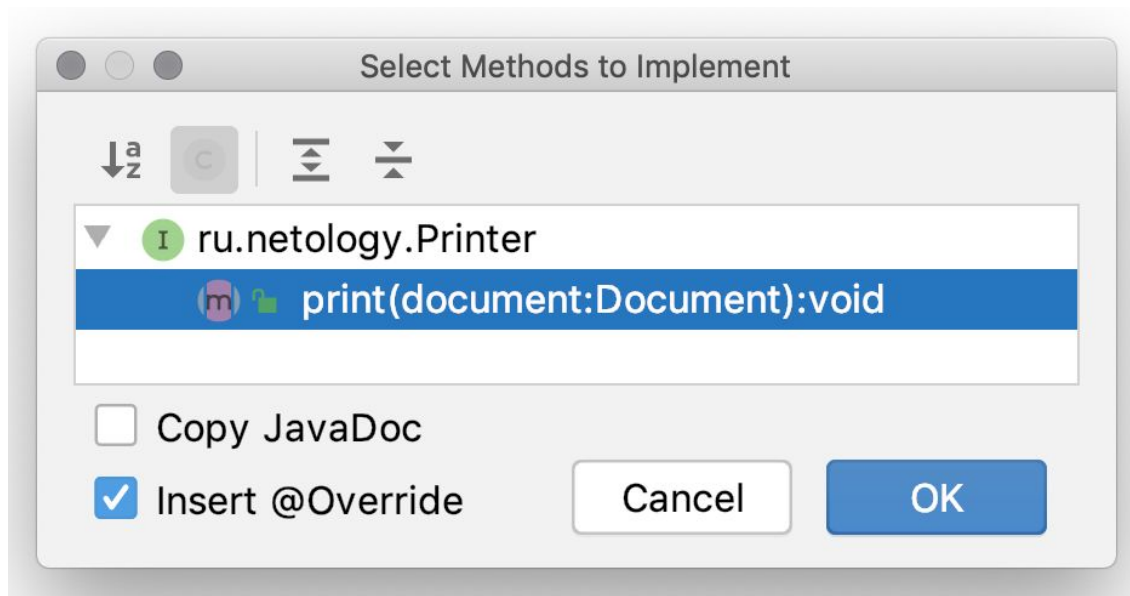 Select Methods to Implement
a
z
C
I ru.netology.Printer
m print(document:Document):void
Copy JavaDoc
Insert @Override
Cancel
OK